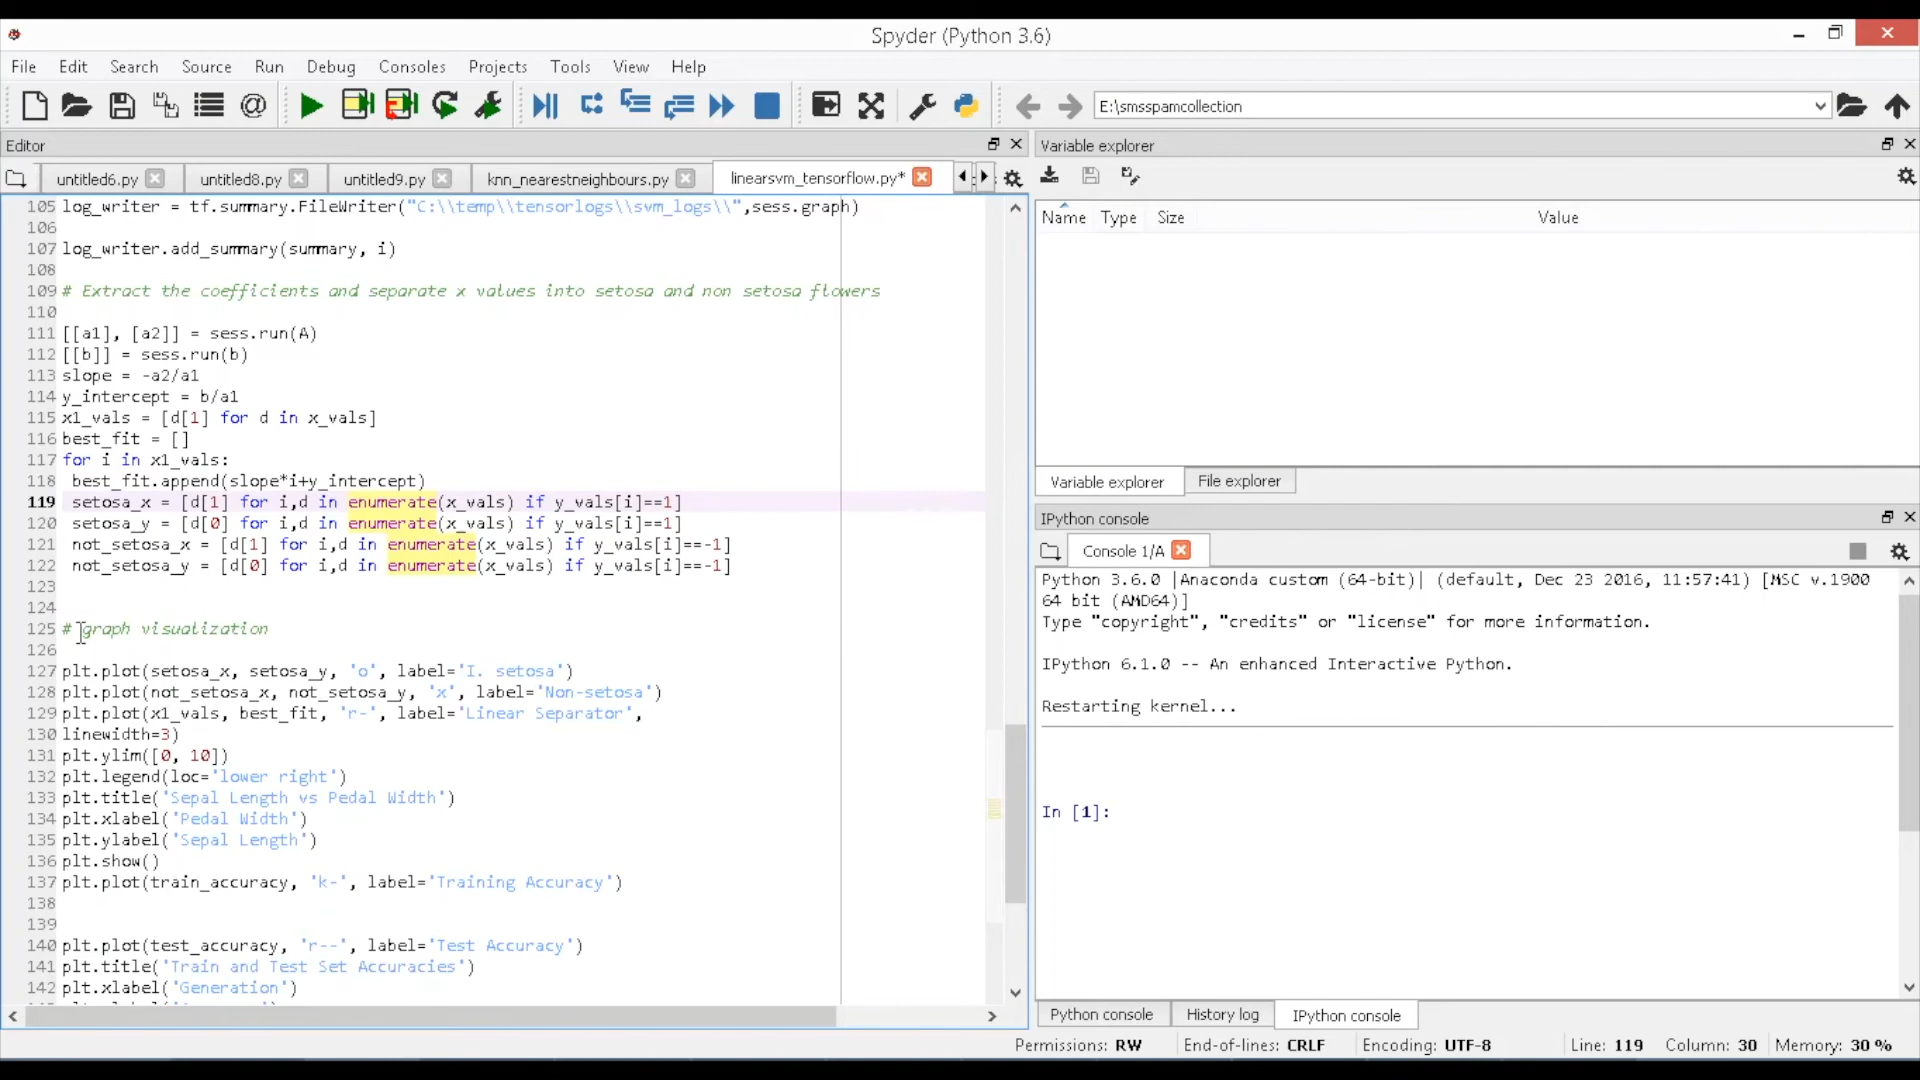 Spyder (Python 3.6)
File Edit Search Source Run Debug Consoles Projects Tools View Help
E:\smsspamcollection
Editor
untitled6.py untitled8.py untitled9.py knn_nearestneighbours.py linearsvm_tensorflow.py*
105 log_writer = tf.summary.FileWriter("C:\\temp\\tensorlogs\\svm_logs\\",sess.graph)
106
107 log_writer.add_summary(summary, i)
108
109 # Extract the coefficients and separate x values into setosa and non setosa flowers
110
111 [[a1], [a2]] = sess.run(A)
112 [[b]] = sess.run(b)
113 slope = -a2/a1
114 y_intercept = b/a1
115 x1_vals = [d[1] for d in x_vals]
116 best_fit = []
117 for i in x1_vals:
118 best_fit.append(slope*i+y_intercept)
119 setosa_x = [d[1] for i,d in enumerate(x_vals) if y_vals[i]==1]
120 setosa_y = [d[0] for i,d in enumerate(x_vals) if y_vals[i]==1]
121 not_setosa_x = [d[1] for i,d in enumerate(x_vals) if y_vals[i]==-1]
122 not_setosa_y = [d[0] for i,d in enumerate(x_vals) if y_vals[i]==-1]
123
124
125 # graph visualization
126
127 plt.plot(setosa_x, setosa_y, 'o', label='I. setosa')
128 plt.plot(not_setosa_x, not_setosa_y, 'x', label='Non-setosa')
129 plt.plot(x1_vals, best_fit, 'r-', label='Linear Separator',
130 linewidth=3)
131 plt.ylim([0, 10])
132 plt.legend(loc='lower right')
133 plt.title('Sepal Length vs Pedal Width')
134 plt.xlabel('Pedal Width')
135 plt.ylabel('Sepal Length')
136 plt.show()
137 plt.plot(train_accuracy, 'k-', label='Training Accuracy')
138
139
140 plt.plot(test_accuracy, 'r--', label='Test Accuracy')
141 plt.title('Train and Test Set Accuracies')
142 plt.xlabel('Generation')
Variable explorer
Name Type Size Value
Variable explorer File explorer
IPython console
Console 1/A
Python 3.6.0 |Anaconda custom (64-bit)| (default, Dec 23 2016, 11:57:41) [MSC v.1900
64 bit (AMD64)]
Type "copyright", "credits" or "license" for more information.
IPython 6.1.0 -- An enhanced Interactive Python.
Restarting kernel...
In [1]:
Python console History log IPython console
Permissions: RW End-of-lines: CRLF Encoding: UTF-8 Line: 119 Column: 30 Memory: 30 %